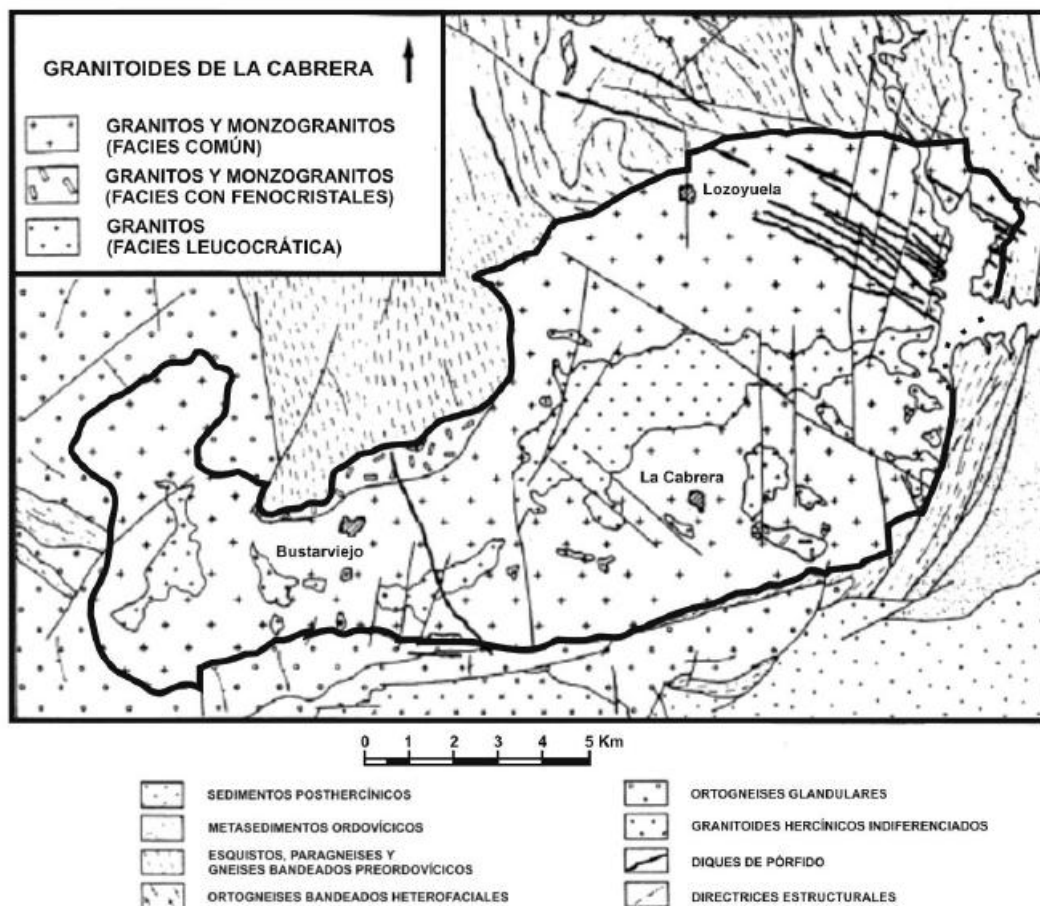 GRANITOIDES DE LA CABRERA
GRANITOS Y MONZOGRANITOS
(FACIES COMÚN)
GRANITOS Y MONZOGRANITOS
(FACIES CON FENOCRISTALES)
GRANITOS
(FACIES LEUCOCRÁTICA)
Lozoyuela
La Cabrera
Bustarviejo
0 1 2 3 4 5 Km
SEDIMENTOS POSTHERCÍNICOS
METASEDIMENTOS ORDOVÍCICOS
ESQUISTOS, PARAGNEISES Y
GNEISES BANDEADOS PREORDOVÍCICOS
ORTOGNEISES BANDEADOS HETEROFACIALES
ORTOGNEISES GLANDULARES
GRANITOIDES HERCÍNICOS INDIFERENCIADOS
DIQUES DE PÓRFIDO
DIRECTRICES ESTRUCTURALES